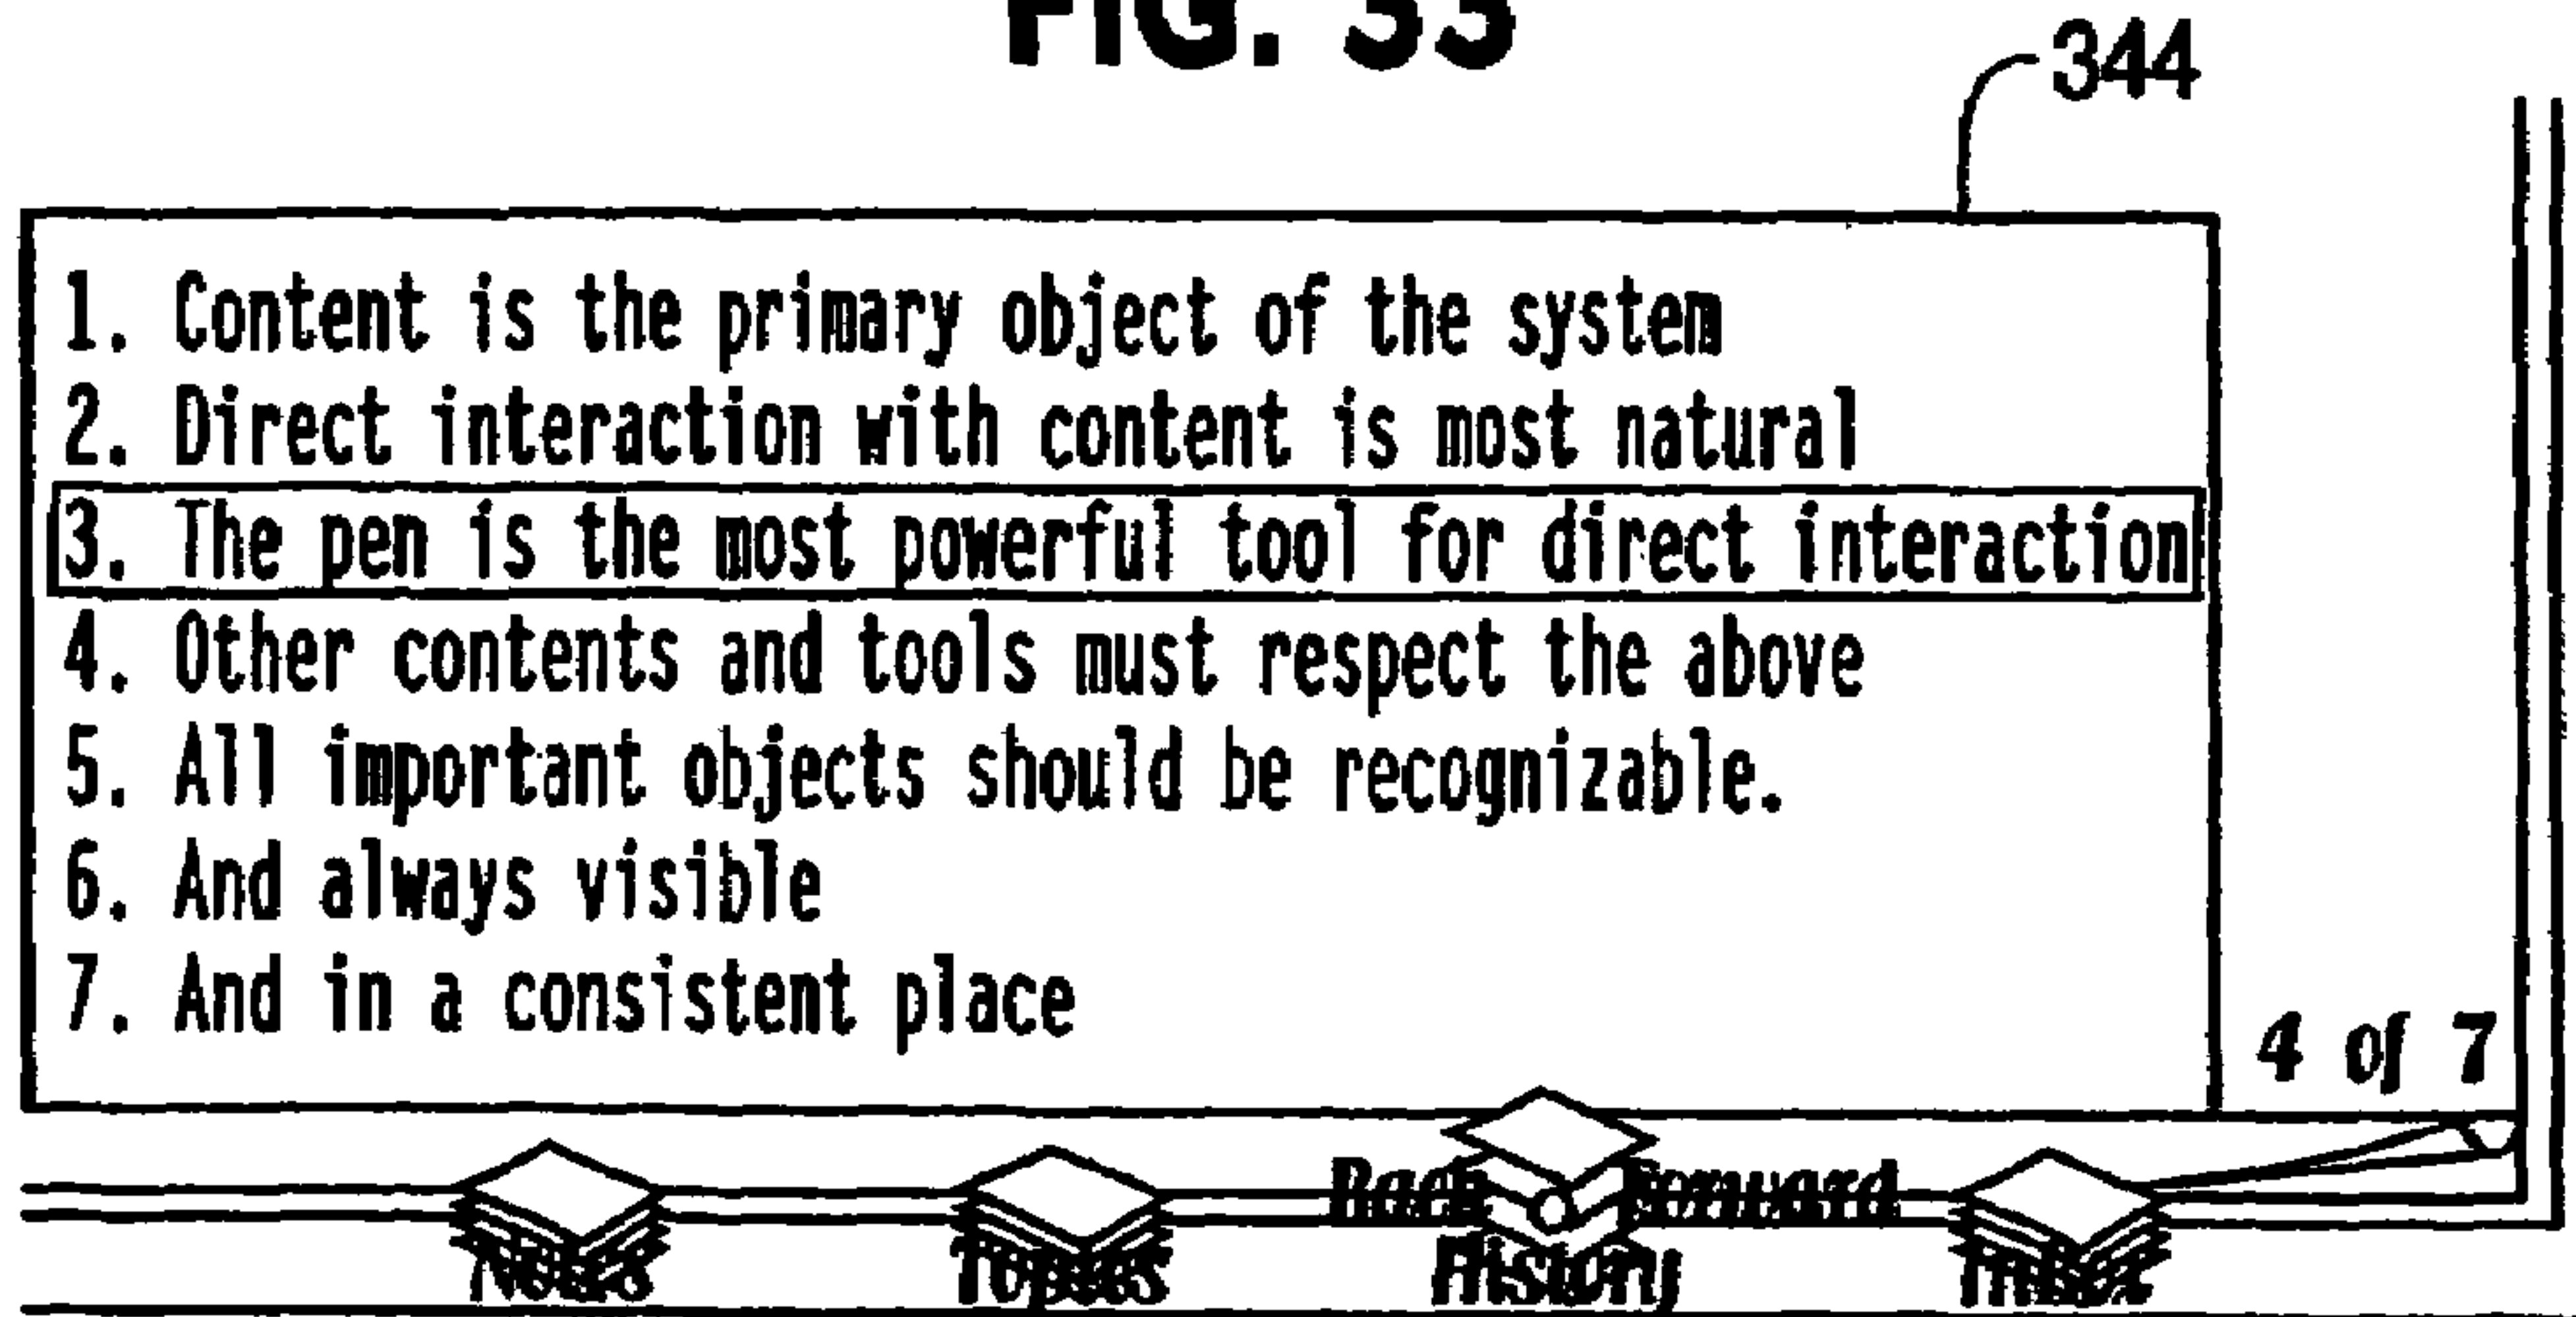 FIG. 33
344
1. Content is the primary object of the system
2. Direct interaction with content is most natural
3. The pen is the most powerful tool for direct interaction
4. Other contents and tools must respect the above
5. All important objects should be recognizable.
6. And always visible
7. And in a consistent place
4 of 7
Back Forward
Notes Topics History